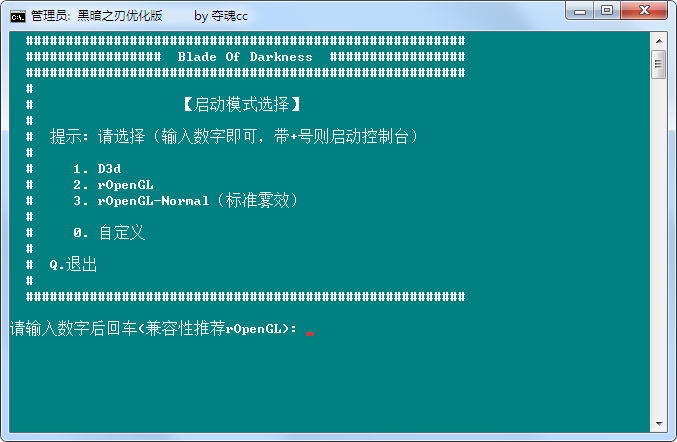 管理员: 黑暗之刃优化版 by 夺魂cc
#######################################################
################# Blade Of Darkness #################
#######################################################
#
# 【启动模式选择】
#
# 提示: 请选择（输入数字即可，带+号则启动控制台）
#
# 1. D3d
# 2. rOpenGL
# 3. rOpenGL-Normal（标准雾效）
#
# 0. 自定义
#
# Q.退出
#
#######################################################
请输入数字后回车(兼容性推荐rOpenGL):